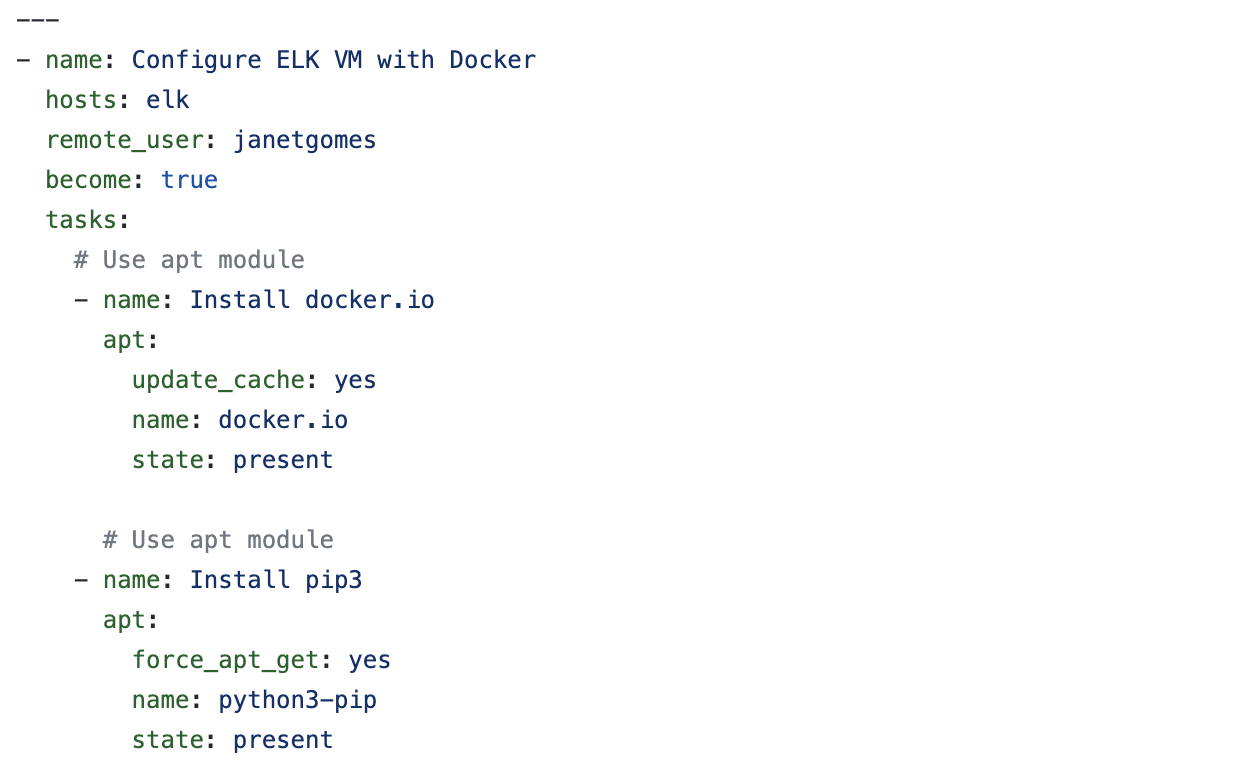 ---
- name: Configure ELK VM with Docker
  hosts: elk
  remote_user: janetgomes
  become: true
  tasks:
    # Use apt module
    - name: Install docker.io
      apt:
        update_cache: yes
        name: docker.io
        state: present

      # Use apt module
    - name: Install pip3
      apt:
        force_apt_get: yes
        name: python3-pip
        state: present